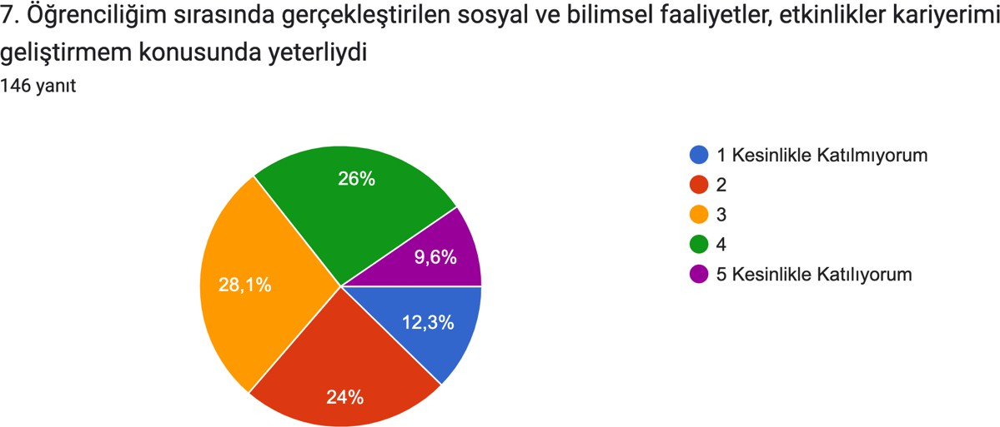 7. Öğrenciliğim sırasında gerçekleştirilen sosyal ve bilimsel faaliyetler, etkinlikler kariyerimi
geliştirmem konusunda yeterliydi
146 yanıt
26%
9,6%
28,1%
12,3%
24%
1 Kesinlikle Katılmıyorum
2
3
4
5 Kesinlikle Katılıyorum